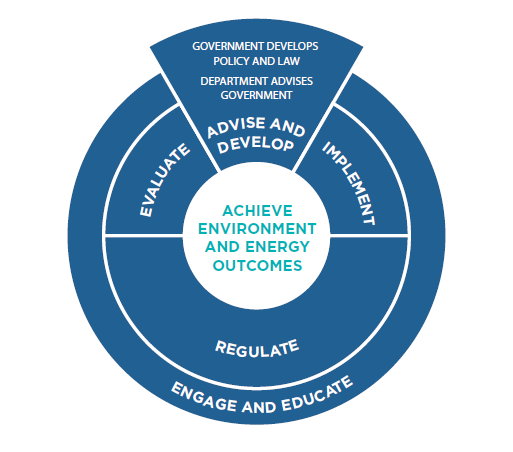 GOVERNMENT DEVELOPS
POLICY AND LAW
DEPARTMENT ADVISES
GOVERNMENT
ADVISE AND
DEVELOP
EVALUATE
IMPLEMENT
ACHIEVE
ENVIRONMENT
AND ENERGY
OUTCOMES
REGULATE
ENGAGE AND EDUCATE